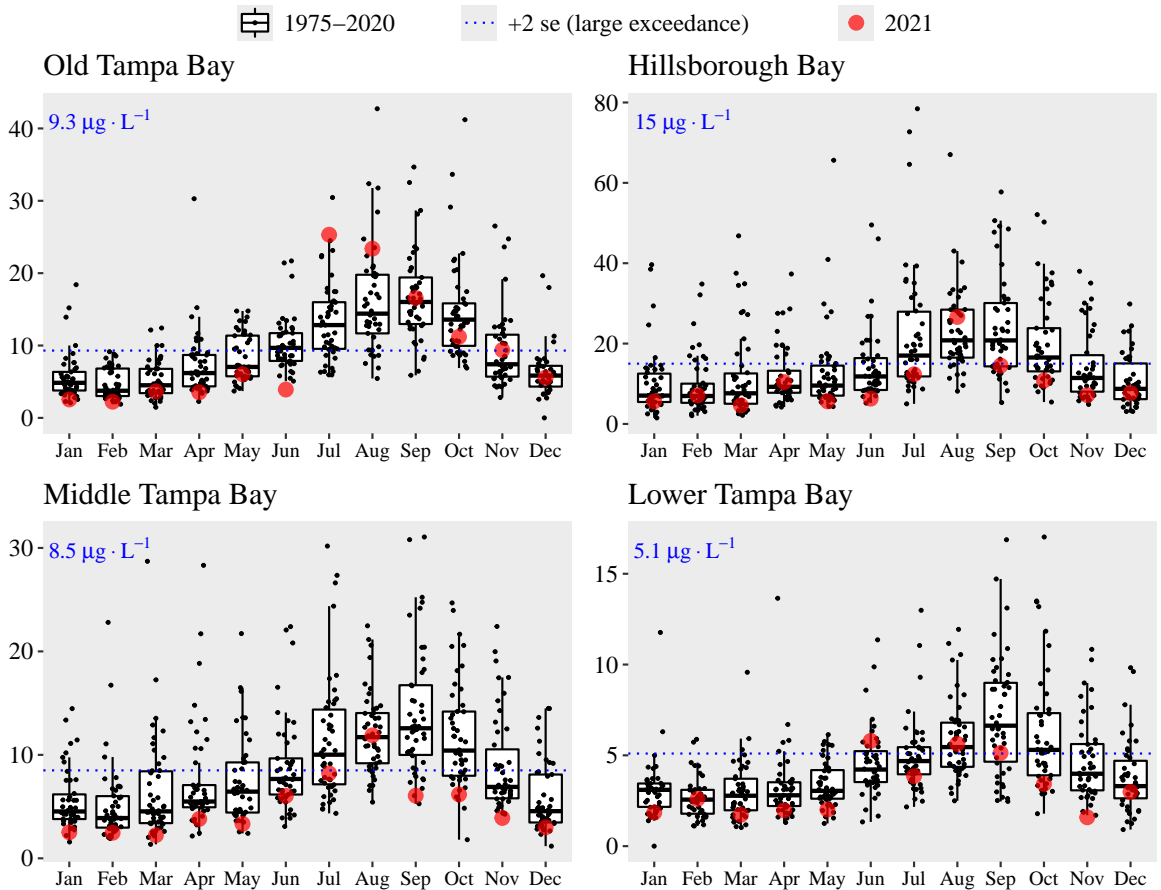 1975–2020 +2 se (large exceedance) 2021
Old Tampa Bay
9.3 µg · L⁻¹
40
30
20
10
0
Jan Feb Mar Apr May Jun Jul Aug Sep Oct Nov Dec
Hillsborough Bay
15 µg · L⁻¹
80
60
40
20
0
Jan Feb Mar Apr May Jun Jul Aug Sep Oct Nov Dec
Middle Tampa Bay
8.5 µg · L⁻¹
30
20
10
0
Jan Feb Mar Apr May Jun Jul Aug Sep Oct Nov Dec
Lower Tampa Bay
5.1 µg · L⁻¹
15
10
5
0
Jan Feb Mar Apr May Jun Jul Aug Sep Oct Nov Dec